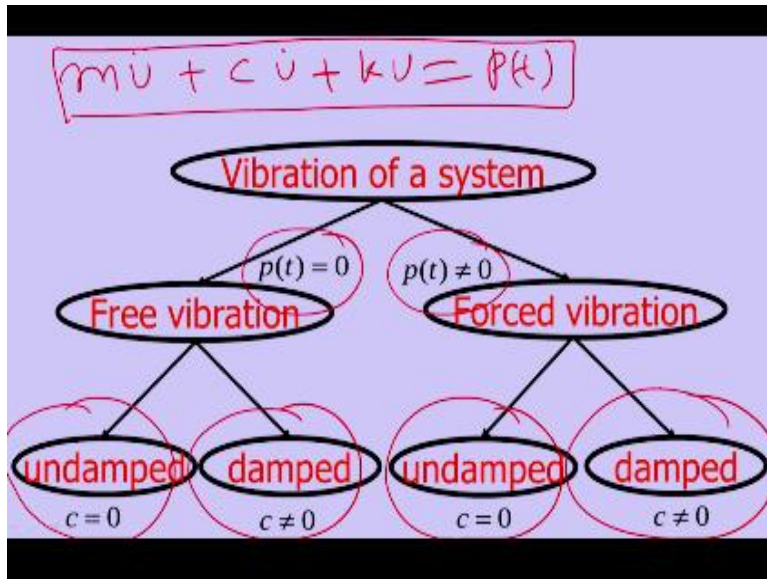 mü + c u̇ + ku = p(t)
Vibration of a system
p(t) = 0
p(t) ≠ 0
Free vibration
Forced vibration
undamped
damped
undamped
damped
c = 0
c ≠ 0
c = 0
c ≠ 0